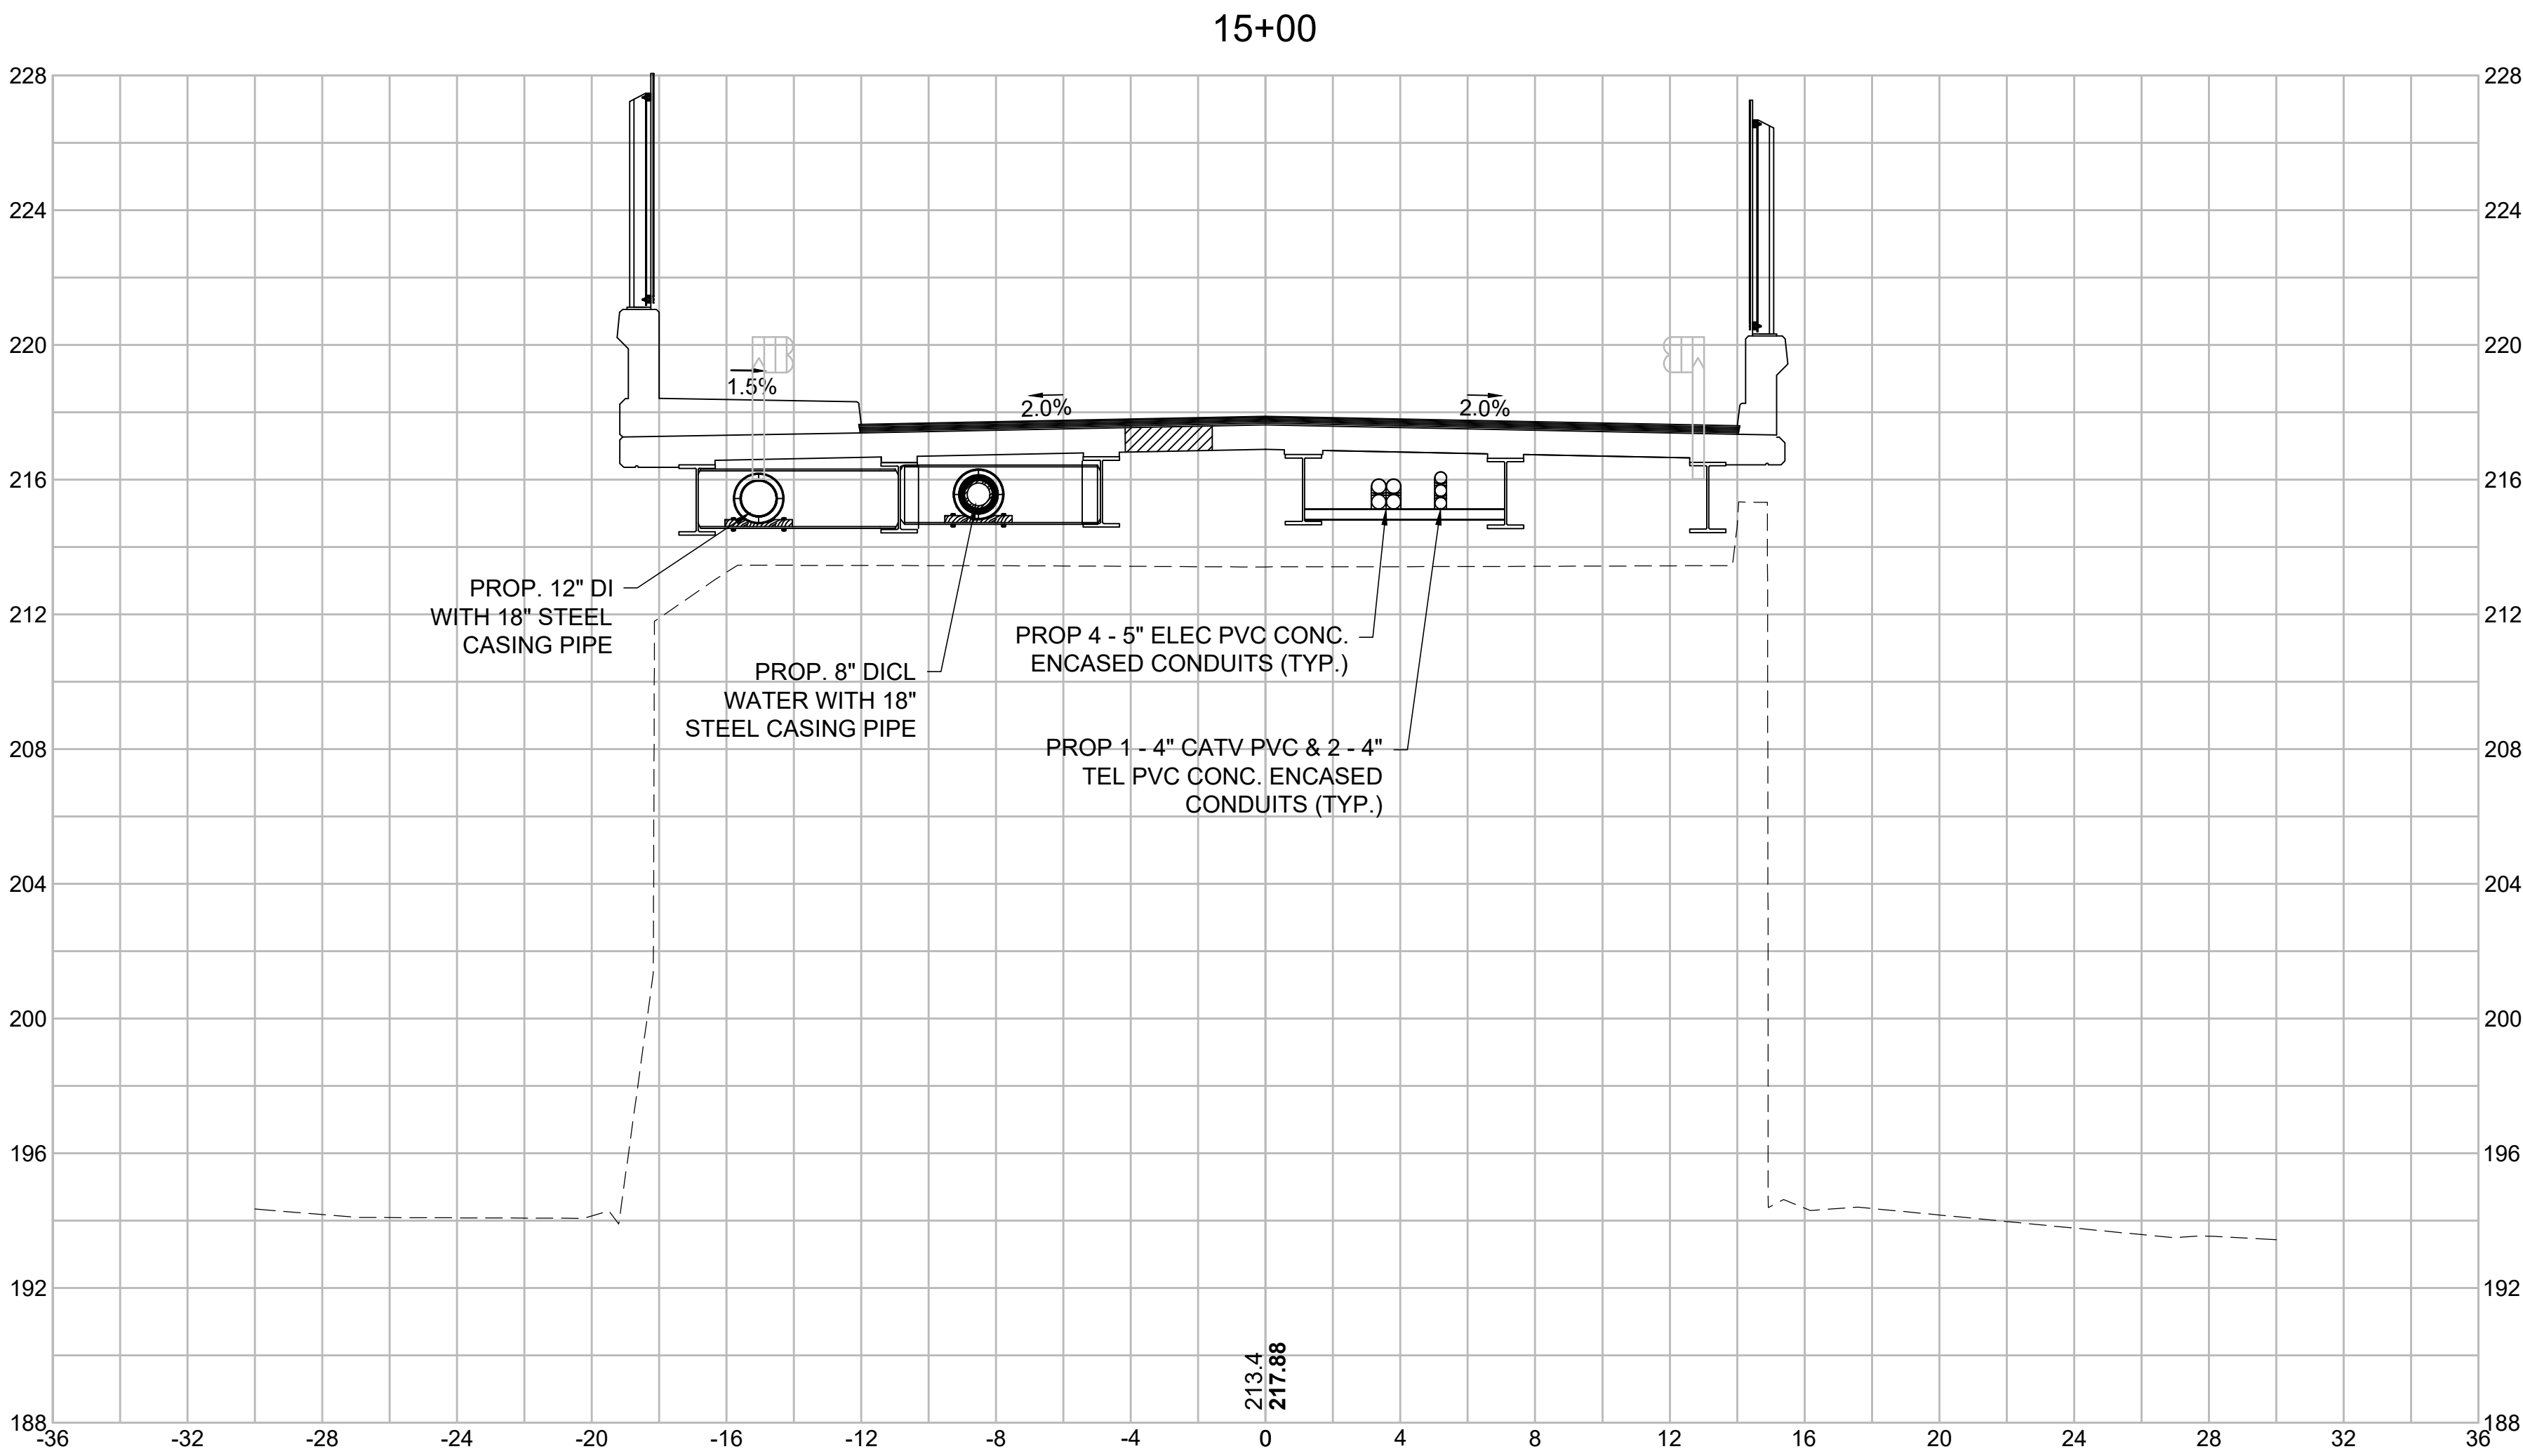 15+00
228 228
224 224
220 220
1.5%
2.0% 2.0%
216 216
PROP. 12" DI
WITH 18" STEEL
CASING PIPE
212 212
PROP 4 - 5" ELEC PVC CONC.
ENCASED CONDUITS (TYP.)
PROP. 8" DICL
WATER WITH 18"
STEEL CASING PIPE
208 208
PROP 1 - 4" CATV PVC & 2 - 4"
TEL PVC CONC. ENCASED
CONDUITS (TYP.)
204 204
200 200
196 196
192 192
213.4
217.88
188 188
-36 -32 -28 -24 -20 -16 -12 -8 -4 0 4 8 12 16 20 24 28 32 36